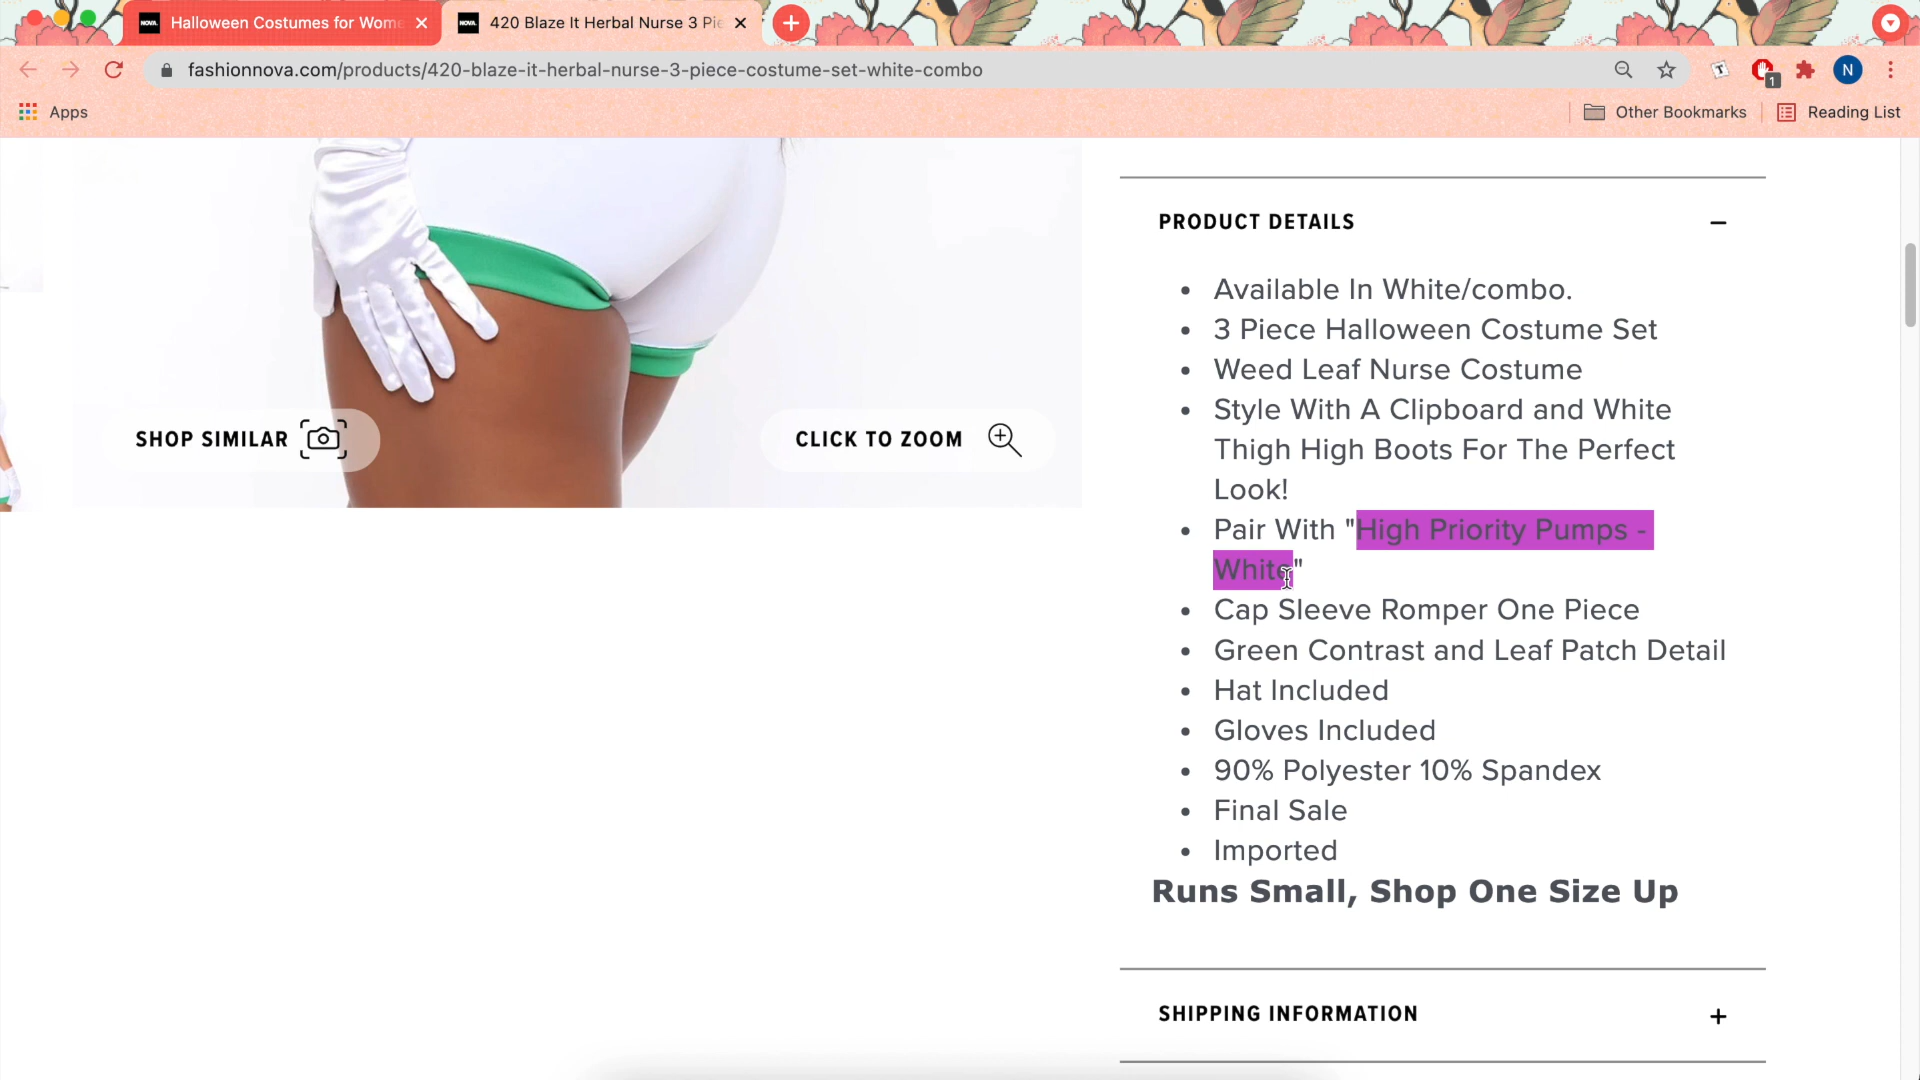 NOVA Halloween Costumes for Wom
NOVA 420 Blaze It Herbal Nurse 3 Pie
fashionnova.com/products/420-blaze-it-herbal-nurse-3-piece-costume-set-white-combo
1
N
Apps
Other Bookmarks
Reading List
SHOP SIMILAR
CLICK TO ZOOM
PRODUCT DETAILS
• Available In White/combo.
• 3 Piece Halloween Costume Set
• Weed Leaf Nurse Costume
• Style With A Clipboard and White
Thigh High Boots For The Perfect
Look!
• Pair With "High Priority Pumps -
White"
• Cap Sleeve Romper One Piece
• Green Contrast and Leaf Patch Detail
• Hat Included
• Gloves Included
• 90% Polyester 10% Spandex
• Final Sale
• Imported
Runs Small, Shop One Size Up
SHIPPING INFORMATION